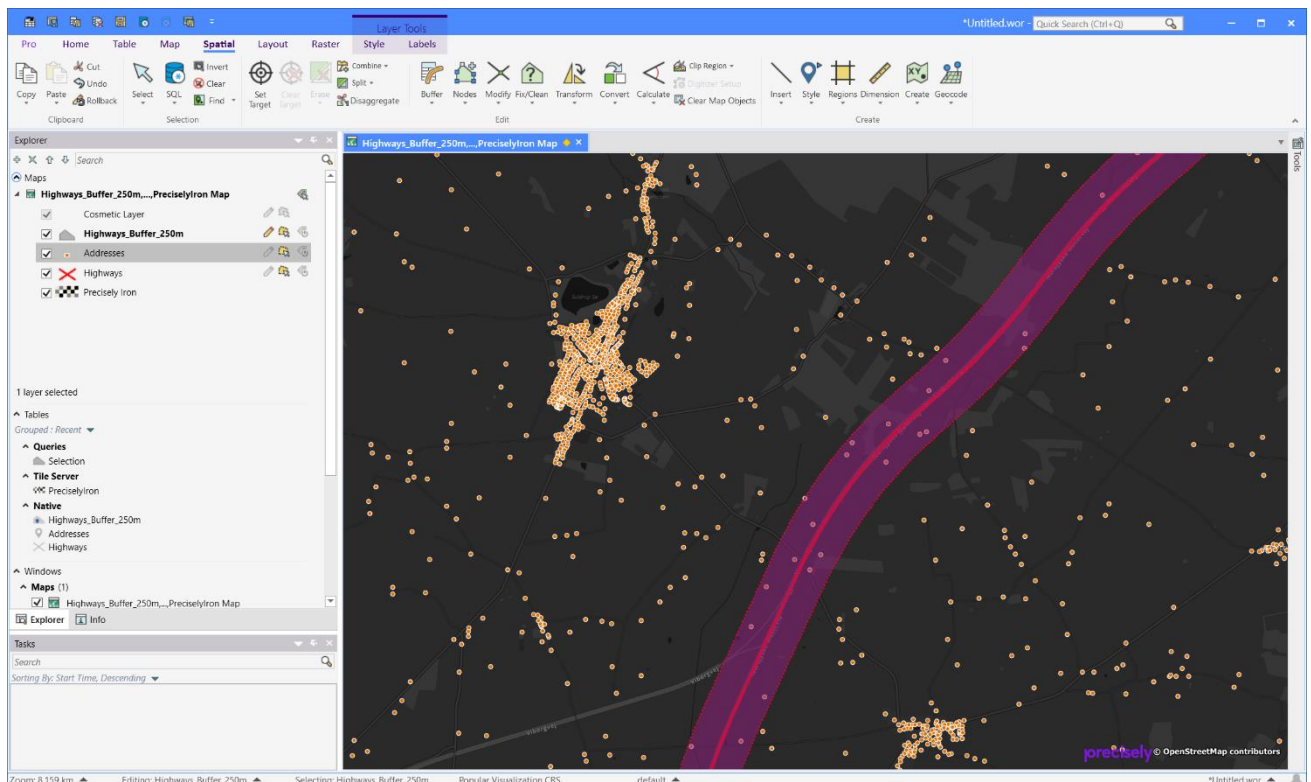 Layer Tools
*Untitled.wor - Quick Search (Ctrl+Q)
Pro Home Table Map Spatial Layout Raster Style Labels
Copy Paste Cut Undo Rollback
Select SQL Invert Clear Find
Set Target Clear Target Erase Combine Split Disaggregate
Buffer Nodes Modify Fix/Clean Transform Convert Calculate Clip Region Digitizer Setup Clear Map Objects
Insert Style Regions Dimension Create Geocode
Clipboard Selection Edit Create
Explorer
Search
Maps
Highways_Buffer_250m,...,PreciselyIron Map
Cosmetic Layer
Highways_Buffer_250m
Addresses
Highways
Precisely Iron
1 layer selected
Tables
Grouped : Recent
Queries
Selection
Tile Server
PreciselyIron
Native
Highways_Buffer_250m
Addresses
Highways
Windows
Maps (1)
Highways_Buffer_250m,...,PreciselyIron Map
Explorer Info
Tasks
Search
Sorting By: Start Time, Descending
Highways_Buffer_250m,...,PreciselyIron Map
Tools
Viborgvej
Viborgvej
precisely © OpenStreetMap contributors
Zoom: 8.159 km Editing: Highways_Buffer_250m Selecting: Highways_Buffer_250m Popular Visualization CRS default *Untitled.wor